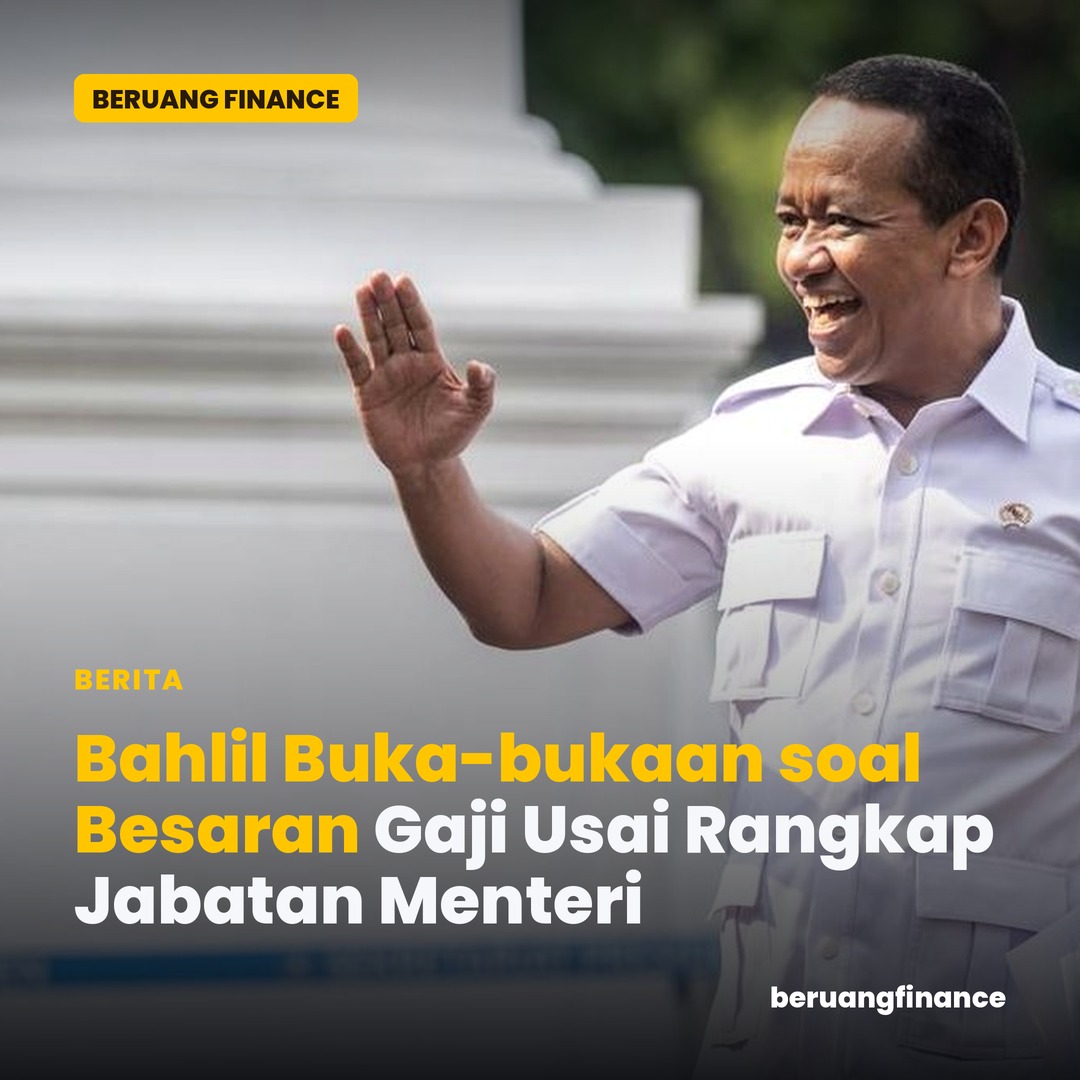 BERUANG FINANCE
BERITA
Bahlil Buka-bukaan soal
Besaran Gaji Usai Rangkap
Jabatan Menteri
beruangfinance